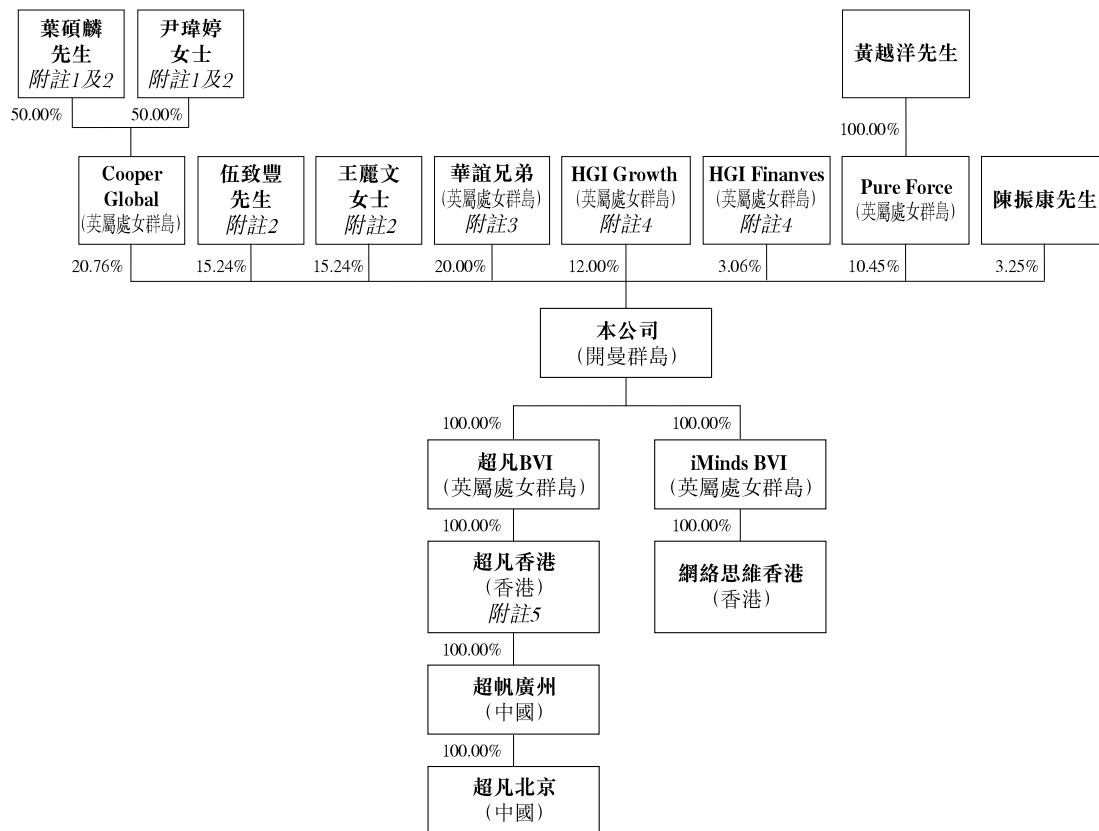 葉碩麟
先生
附註1及2
尹瑋婷
女士
附註1及2
黃越洋先生
50.00%
50.00%
100.00%
Cooper
Global
(英屬處女群島)
伍致豐
先生
附註2
王麗文
女士
附註2
華誼兄弟
(英屬處女群島)
附註3
HGI Growth
(英屬處女群島)
附註4
HGI Finanves
(英屬處女群島)
附註4
Pure Force
(英屬處女群島)
陳振康先生
20.76%
15.24%
15.24%
20.00%
12.00%
3.06%
10.45%
3.25%
本公司
(開曼群島)
100.00%
100.00%
超凡BVI
(英屬處女群島)
iMinds BVI
(英屬處女群島)
100.00%
100.00%
超凡香港
(香港)
附註5
網絡思維香港
(香港)
100.00%
超帆廣州
(中國)
100.00%
超凡北京
(中國)